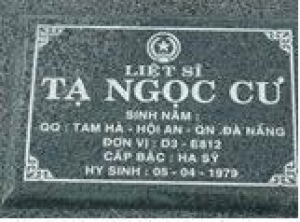 LIỆT SĨ
TẠ NGỌC CƯ
SINH NĂM :
QQ : TAM HÀ - HỘI AN - QN .ĐÀ NẴNG
ĐƠN VỊ : D3 - E812
CẤP BẬC : HẠ SỸ
HY SINH : 05 - 04 - 1979